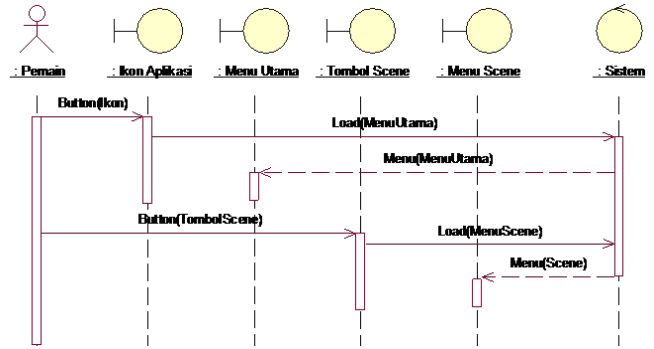 : Pemain
: Ikon Aplikasi
: Menu Utama
: Tombol Scene
: Menu Scene
: Sistem
Button(Ikon)
Load(MenuUtama)
Menu(MenuUtama)
Button(TombolScene)
Load(MenuScene)
Menu(Scene)